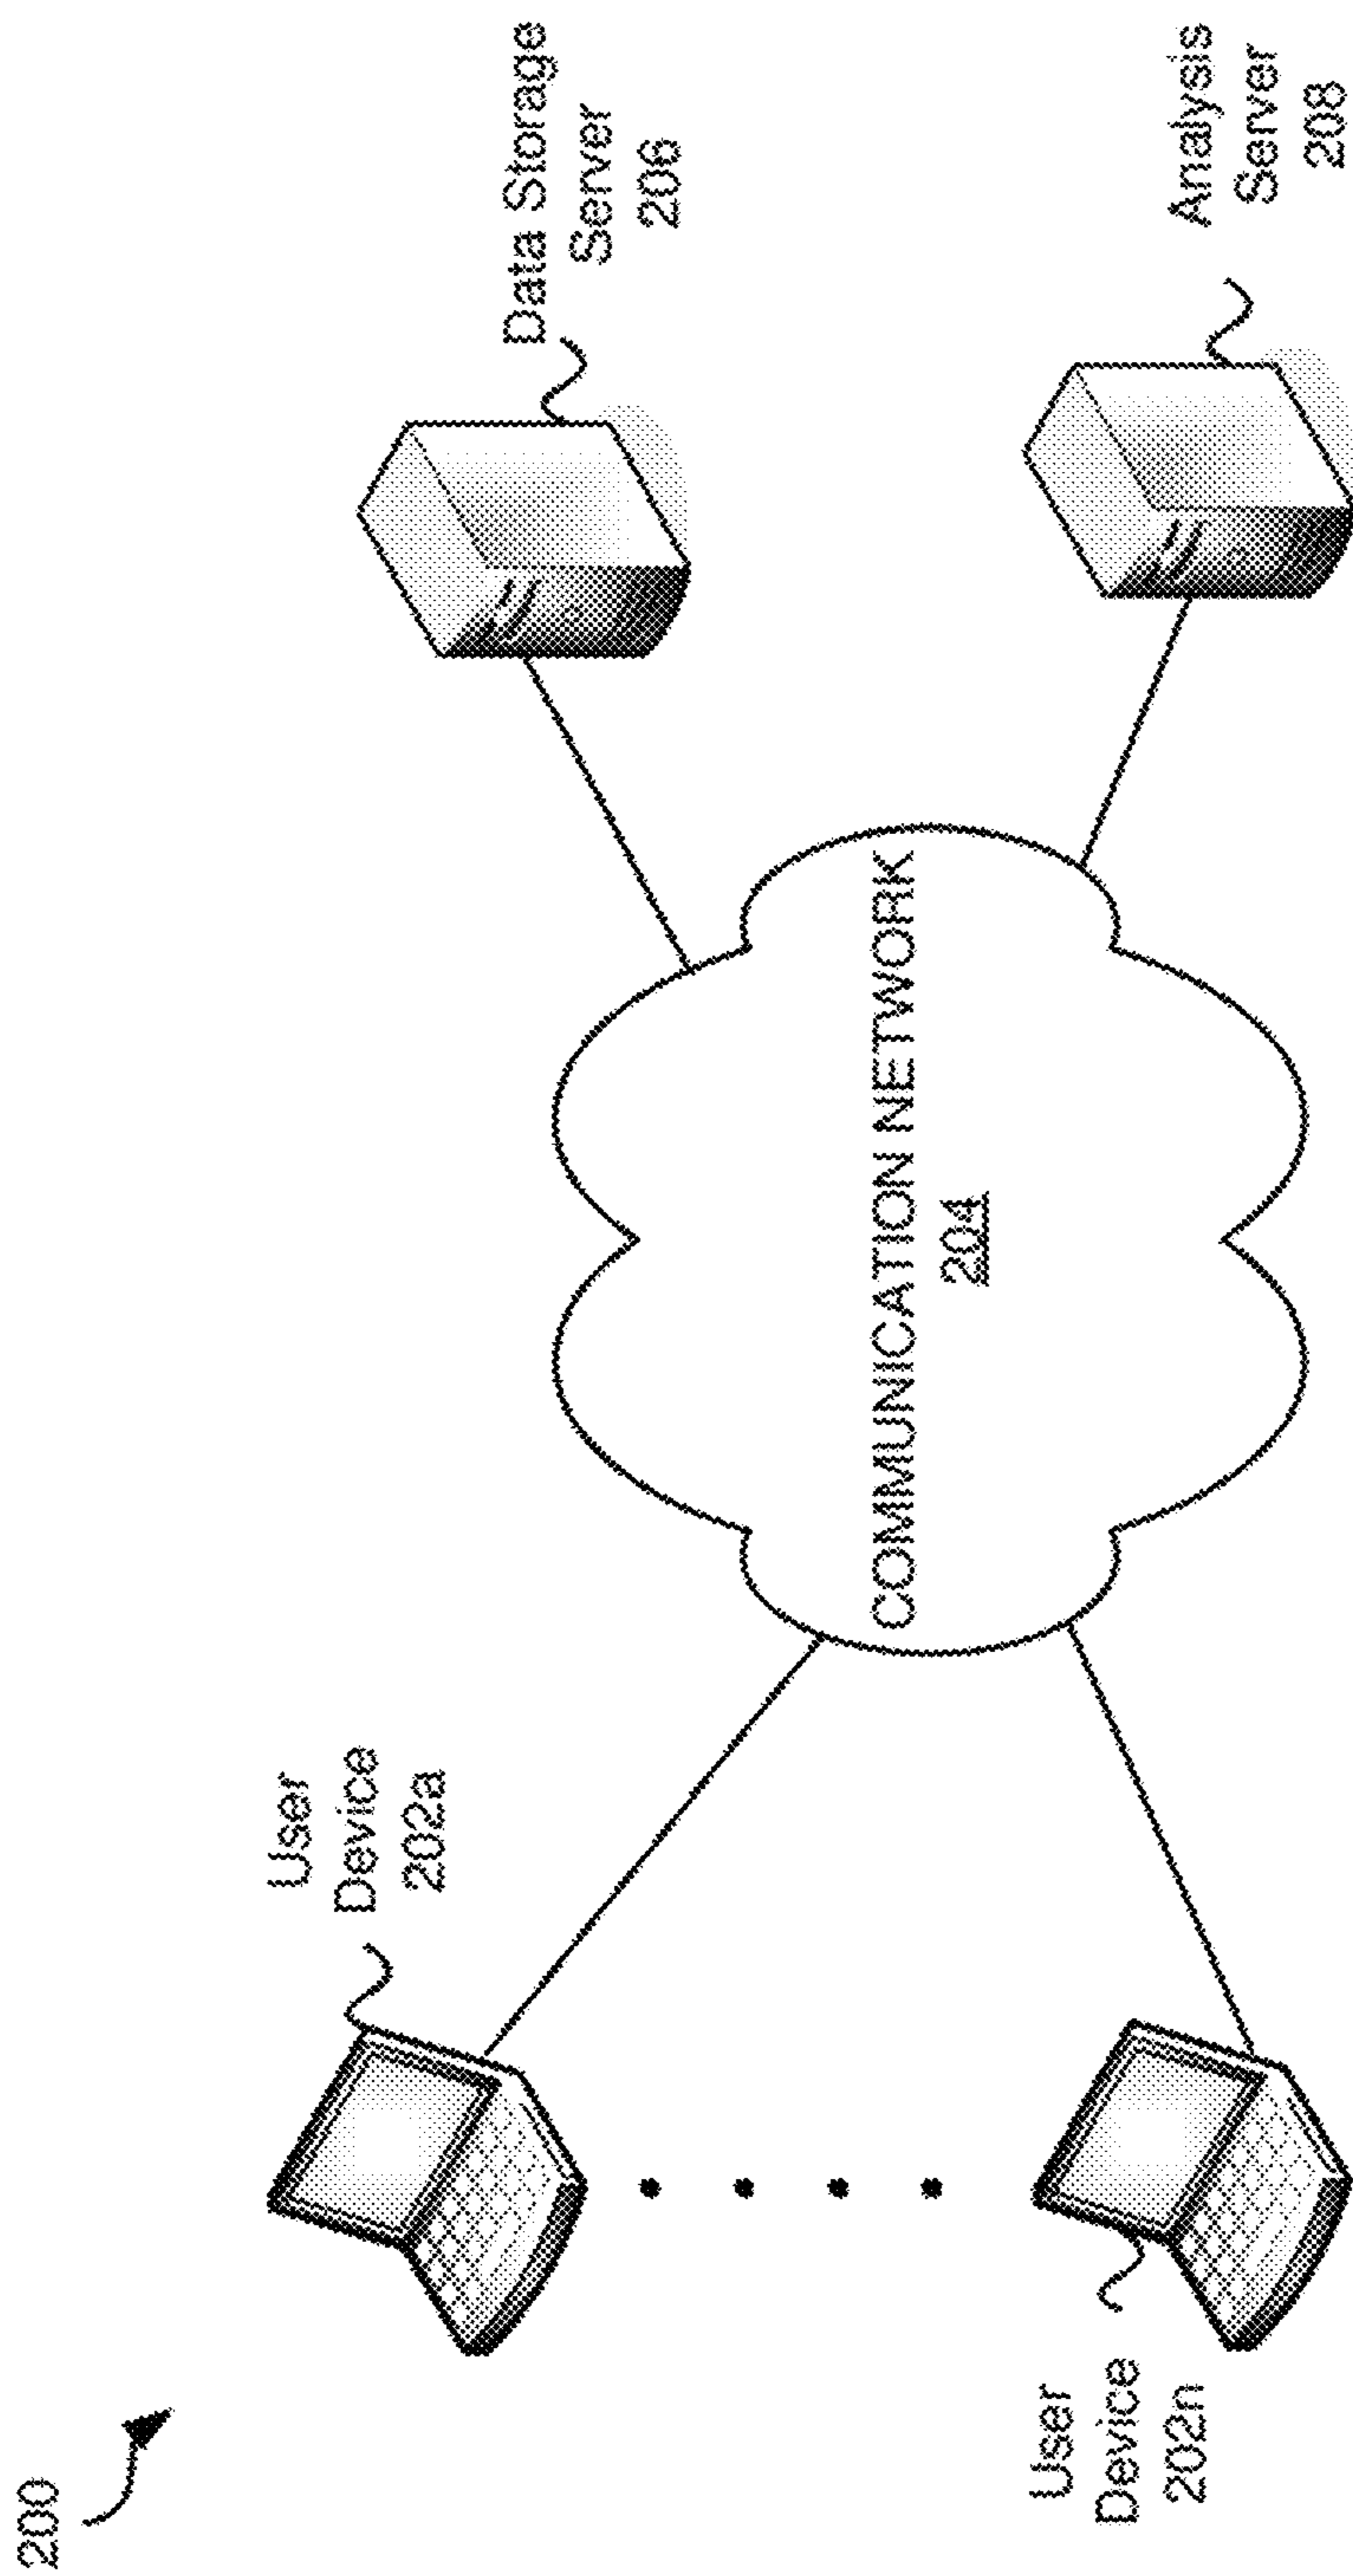 200
User
Device
202a
Data Storage
Server
206
COMMUNICATION NETWORK
204
User
Device
202n
Analysis
Server
208